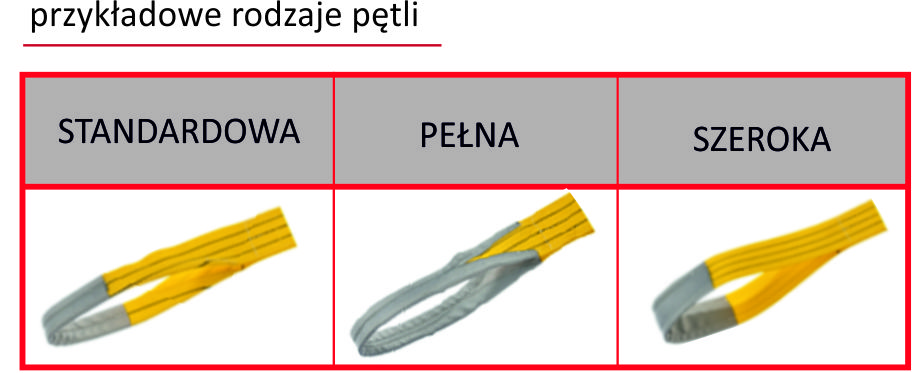 przykładowe rodzaje pętli
STANDARDOWA
PEŁNA
SZEROKA